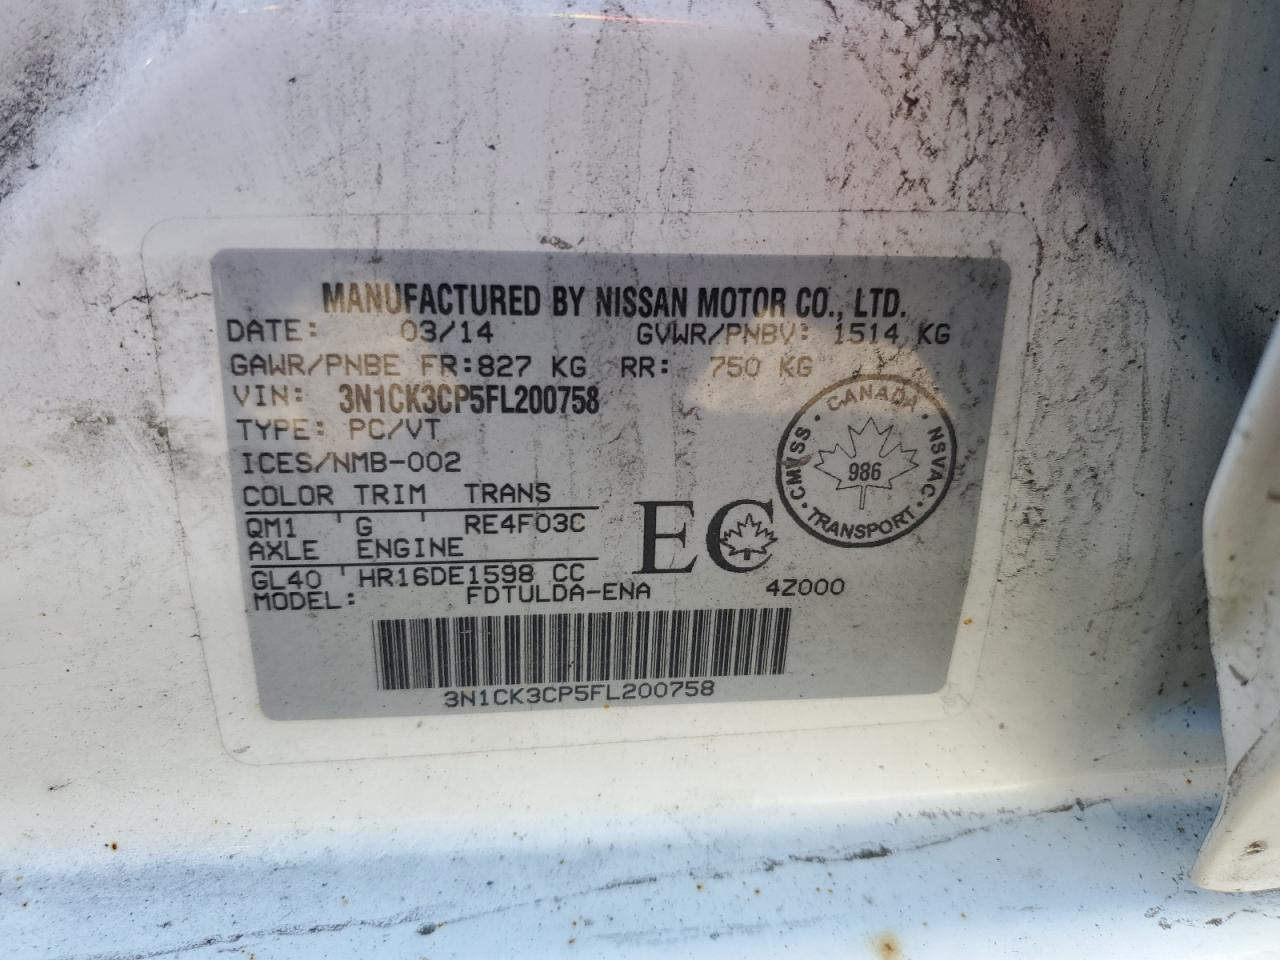 MANUFACTURED BY NISSAN MOTOR CO., LTD.
DATE: 03/14 GVWR/PNBV: 1514 KG
GAWR/PNBE FR:827 KG RR: 750 KG
VIN: 3N1CK3CP5FL200758
TYPE: PC/VT
ICES/NMB-002
COLOR TRIM TRANS
QM1 G RE4F03C
AXLE ENGINE
GL40 HR16DE1598 CC
MODEL: FDTULDA-ENA 4Z000
CANADA
CMVSS NSVAC
986
TRANSPORT
EC
3N1CK3CP5FL200758